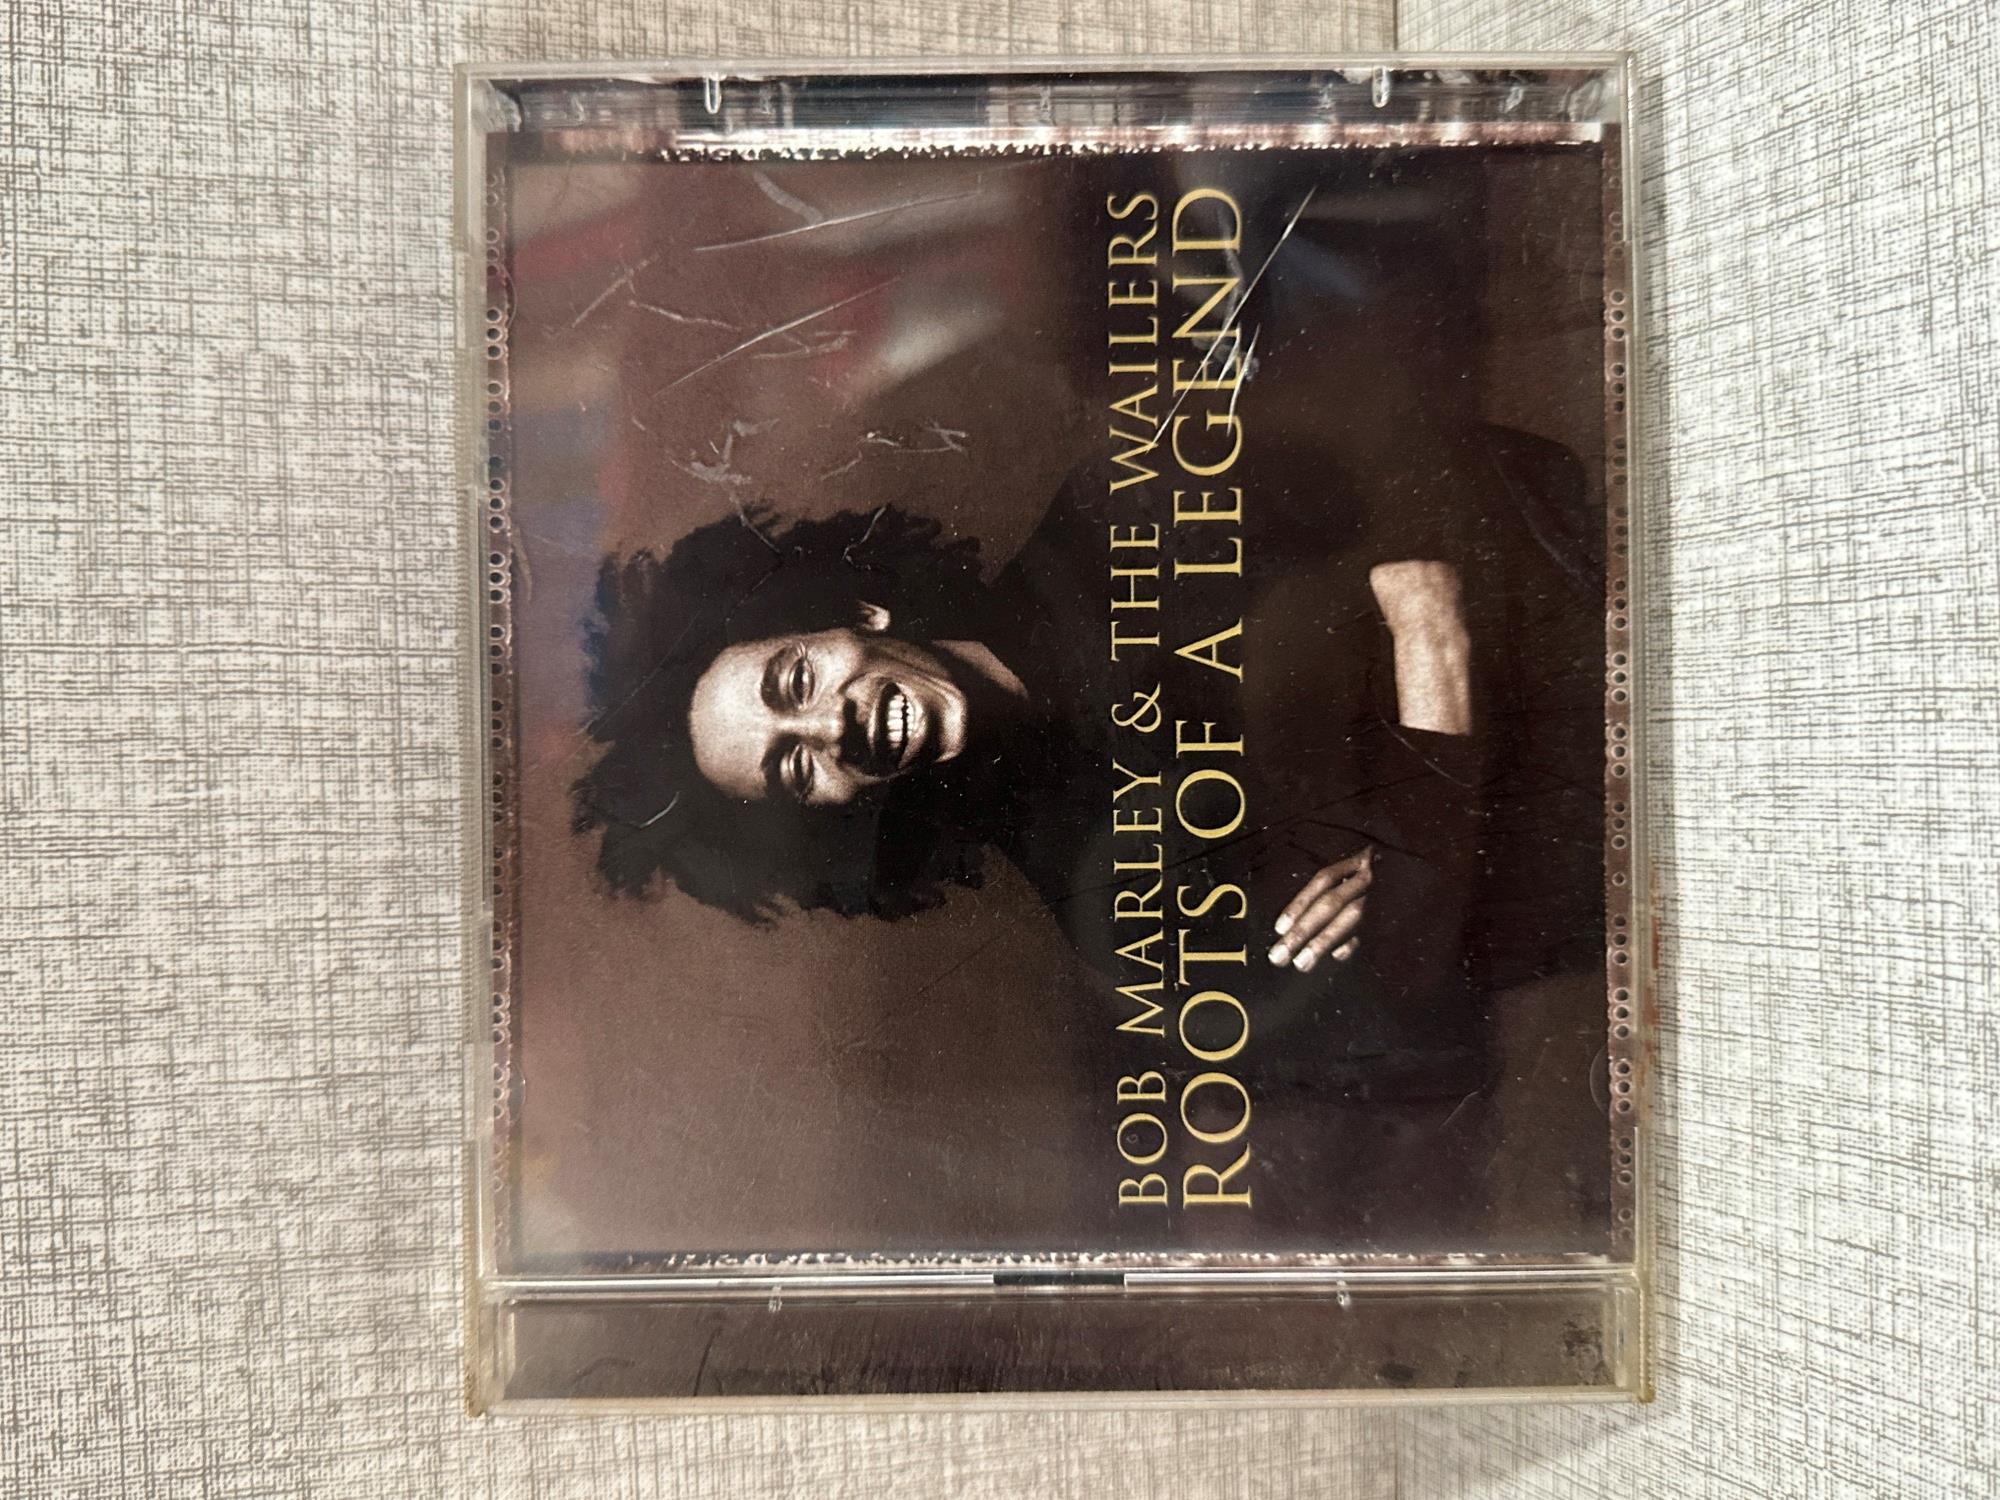 BOB MARLEY & THE WAILERS
ROOTS OF A LEGEND